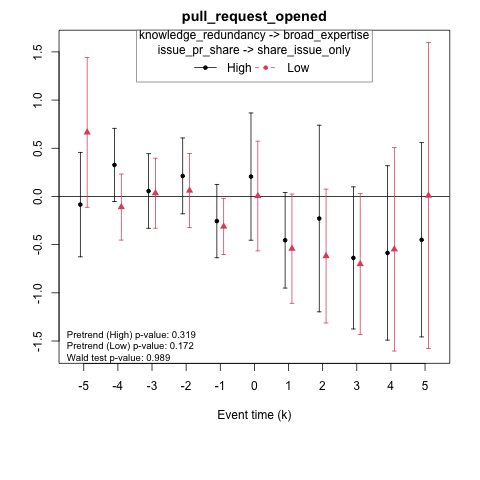 pull_request_opened
knowledge_redundancy -> broad_expertise
issue_pr_share -> share_issue_only
High Low
1.5
1.0
0.5
0.0
-0.5
-1.0
-1.5
Pretrend (High) p-value: 0.319
Pretrend (Low) p-value: 0.172
Wald test p-value: 0.989
-5 -4 -3 -2 -1 0 1 2 3 4 5
Event time (k)